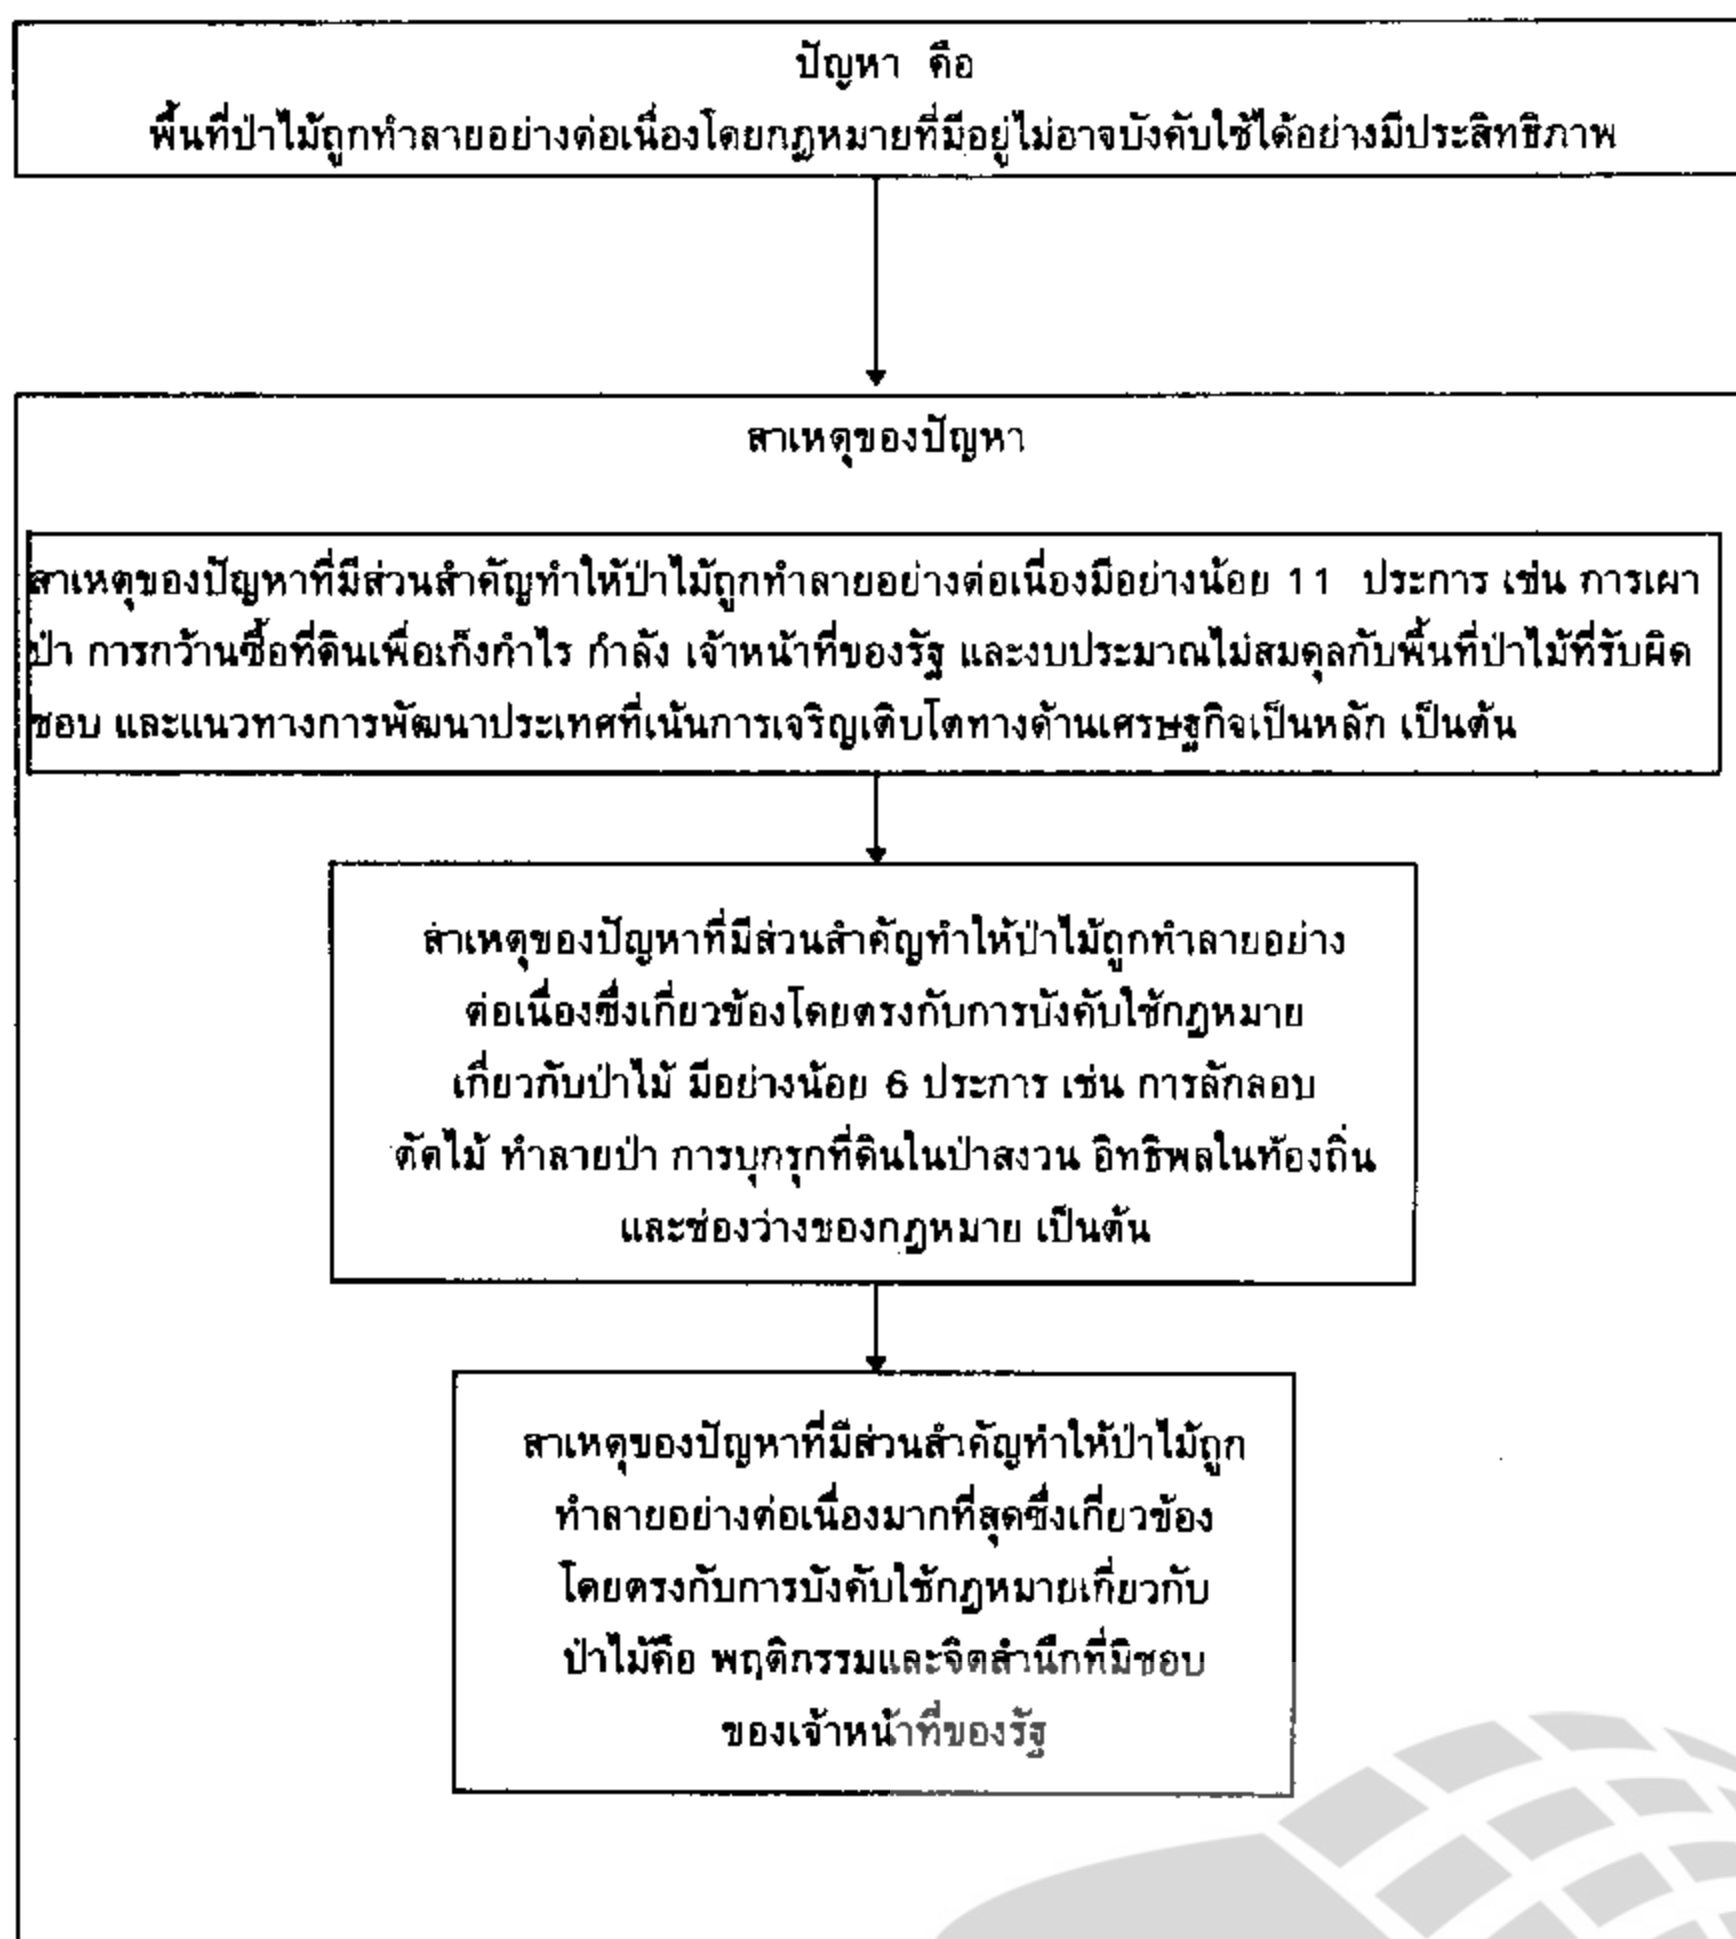 ปัญหา คือ
พื้นที่ป่าไม้ถูกทำลายอย่างต่อเนื่องโดยกฎหมายที่มีอยู่ไม่อาจบังคับใช้ได้อย่างมีประสิทธิภาพ
สาเหตุของปัญหา
สาเหตุของปัญหาที่มีส่วนสำคัญทำให้ป่าไม้ถูกทำลายอย่างต่อเนื่องมีอย่างน้อย 11 ประการ เช่น การเผา
ป่า การกว้านซื้อที่ดินเพื่อเก็งกำไร กำลัง เจ้าหน้าที่ของรัฐ และงบประมาณไม่สมดุลกับพื้นที่ป่าไม้ที่รับผิด
ชอบ และแนวทางการพัฒนาประเทศที่เน้นการเจริญเติบโตทางด้านเศรษฐกิจเป็นหลัก เป็นต้น
สาเหตุของปัญหาที่มีส่วนสำคัญทำให้ป่าไม้ถูกทำลายอย่าง
ต่อเนื่องซึ่งเกี่ยวข้องโดยตรงกับการบังคับใช้กฎหมาย
เกี่ยวกับป่าไม้ มีอย่างน้อย 6 ประการ เช่น การลักลอบ
ตัดไม้ ทำลายป่า การบุกรุกที่ดินในป่าสงวน อิทธิพลในท้องถิ่น
และช่องว่างของกฎหมาย เป็นต้น
สาเหตุของปัญหาที่มีส่วนสำคัญทำให้ป่าไม้ถูก
ทำลายอย่างต่อเนื่องมากที่สุดซึ่งเกี่ยวข้อง
โดยตรงกับการบังคับใช้กฎหมายเกี่ยวกับ
ป่าไม้คือ พฤติกรรมและจิตสำนึกที่มิชอบ
ของเจ้าหน้าที่ของรัฐ